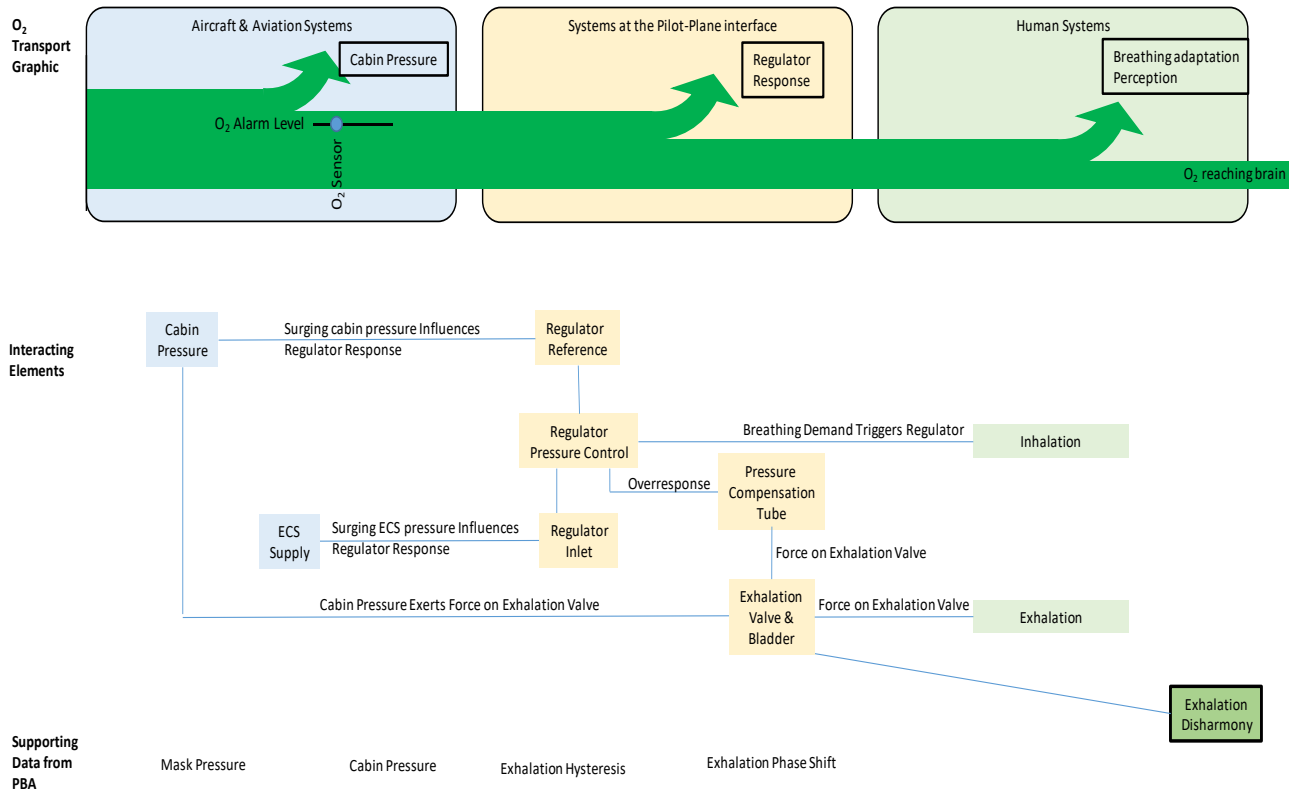 O2
Transport
Graphic
Aircraft & Aviation Systems
Systems at the Pilot-Plane interface
Human Systems
Cabin Pressure
Regulator
Response
Breathing adaptation
Perception
O2 Alarm Level
O2 Sensor
O2 reaching brain
Interacting
Elements
Cabin
Pressure
Surging cabin pressure Influences
Regulator Response
Regulator
Reference
Regulator
Pressure Control
Breathing Demand Triggers Regulator
Inhalation
Overresponse
Pressure
Compensation
Tube
ECS
Supply
Surging ECS pressure Influences
Regulator Response
Regulator
Inlet
Force on Exhalation Valve
Cabin Pressure Exerts Force on Exhalation Valve
Exhalation
Valve &
Bladder
Force on Exhalation Valve
Exhalation
Exhalation
Disharmony
Supporting
Data from
PBA
Mask Pressure
Cabin Pressure
Exhalation Hysteresis
Exhalation Phase Shift